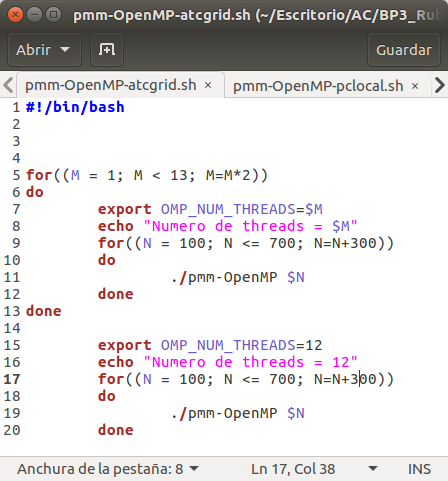 pmm-OpenMP-atcgrid.sh (~/Escritorio/AC/BP3_Rub
Abrir Guardar
pmm-OpenMP-atcgrid.sh × pmm-OpenMP-pclocal.sh ×
1 #!/bin/bash
2
3
4
5 for((M = 1; M < 13; M=M*2))
6 do
7 export OMP_NUM_THREADS=$M
8 echo "Numero de threads = $M"
9 for((N = 100; N <= 700; N=N+300))
10 do
11 ./pmm-OpenMP $N
12 done
13 done
14
15 export OMP_NUM_THREADS=12
16 echo "Numero de threads = 12"
17 for((N = 100; N <= 700; N=N+300))
18 do
19 ./pmm-OpenMP $N
20 done
Anchura de la pestaña: 8 Ln 17, Col 38 INS